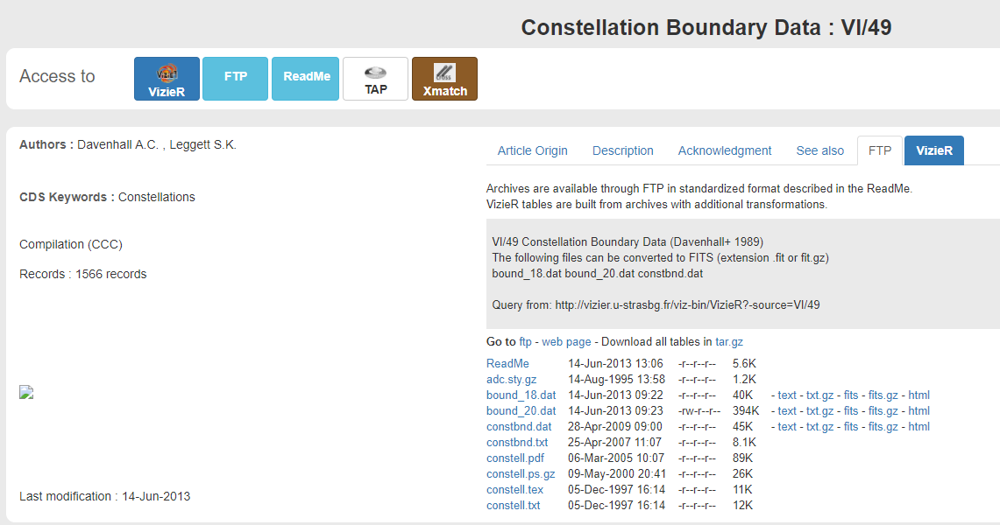 Constellation Boundary Data : VI/49
Access to
VizieR
FTP
ReadMe
TAP
Xmatch
Authors : Davenhall A.C. , Leggett S.K.
CDS Keywords : Constellations
Compilation (CCC)
Records : 1566 records
Last modification : 14-Jun-2013
Article Origin Description Acknowledgment See also FTP VizieR
Archives are available through FTP in standardized format described in the ReadMe.
VizieR tables are built from archives with additional transformations.
VI/49 Constellation Boundary Data (Davenhall+ 1989)
The following files can be converted to FITS (extension .fit or fit.gz)
bound_18.dat bound_20.dat constbnd.dat
Query from: http://vizier.u-strasbg.fr/viz-bin/VizieR?-source=VI/49
Go to ftp - web page - Download all tables in tar.gz
ReadMe 14-Jun-2013 13:06 -r--r--r-- 5.6K
adc.sty.gz 14-Aug-1995 13:58 -r--r--r-- 1.2K
bound_18.dat 14-Jun-2013 09:22 -r--r--r-- 40K - text - txt.gz - fits - fits.gz - html
bound_20.dat 14-Jun-2013 09:23 -rw-r--r-- 394K - text - txt.gz - fits - fits.gz - html
constbnd.dat 28-Apr-2009 09:00 -r--r--r-- 45K - text - txt.gz - fits - fits.gz - html
constbnd.txt 25-Apr-2007 11:07 -r--r--r-- 8.1K
constell.pdf 06-Mar-2005 10:07 -r--r--r-- 89K
constell.ps.gz 09-May-2000 20:41 -r--r--r-- 26K
constell.tex 05-Dec-1997 16:14 -r--r--r-- 11K
constell.txt 05-Dec-1997 16:14 -r--r--r-- 12K